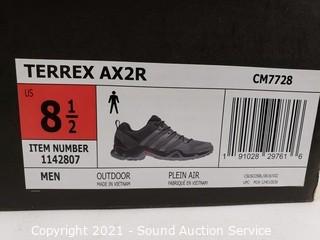 TERREX AX2R
CM7728
US
8 1/2
ITEM NUMBER
1142807
1 91028 29761 6
MEN
OUTDOOR
MADE IN VIETNAM
PLEIN AIR
FABRIQUÉ EN VIETNAM
Copyright 2021 - Sound Auction Service